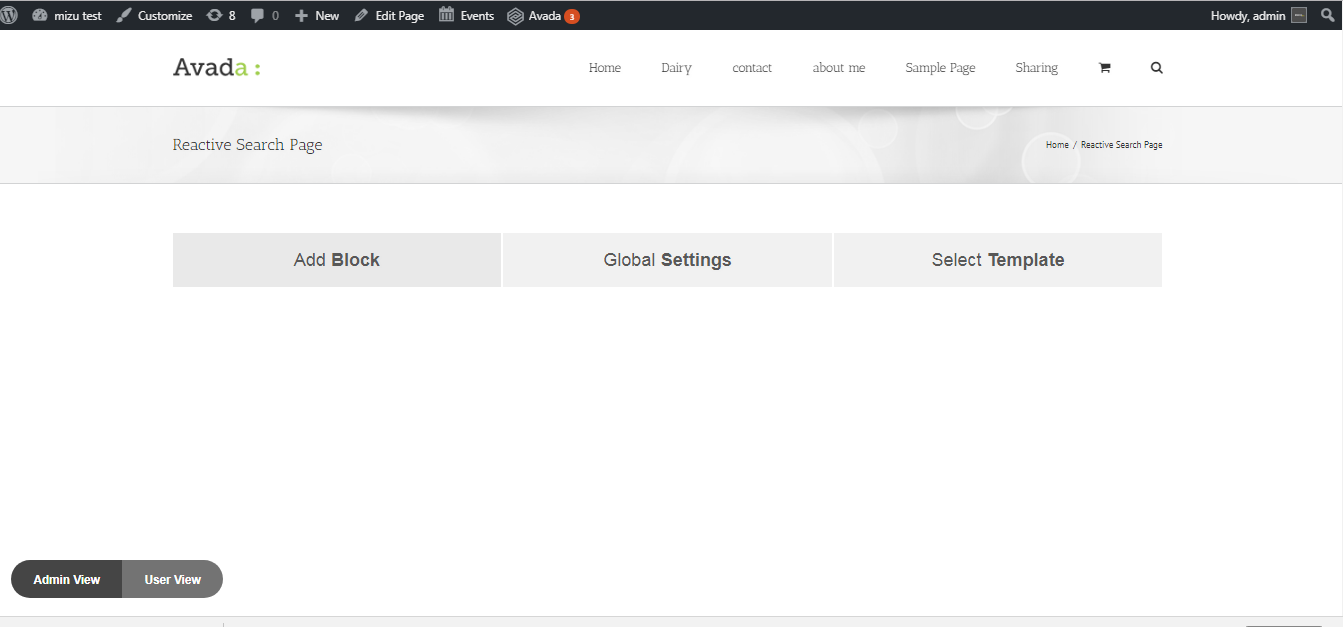 mizu test Customize 8 0 New Edit Page Events Avada 3 Howdy, admin
Avada: Home Dairy contact about me Sample Page Sharing
Reactive Search Page Home / Reactive Search Page
Add Block Global Settings Select Template
Admin View User View